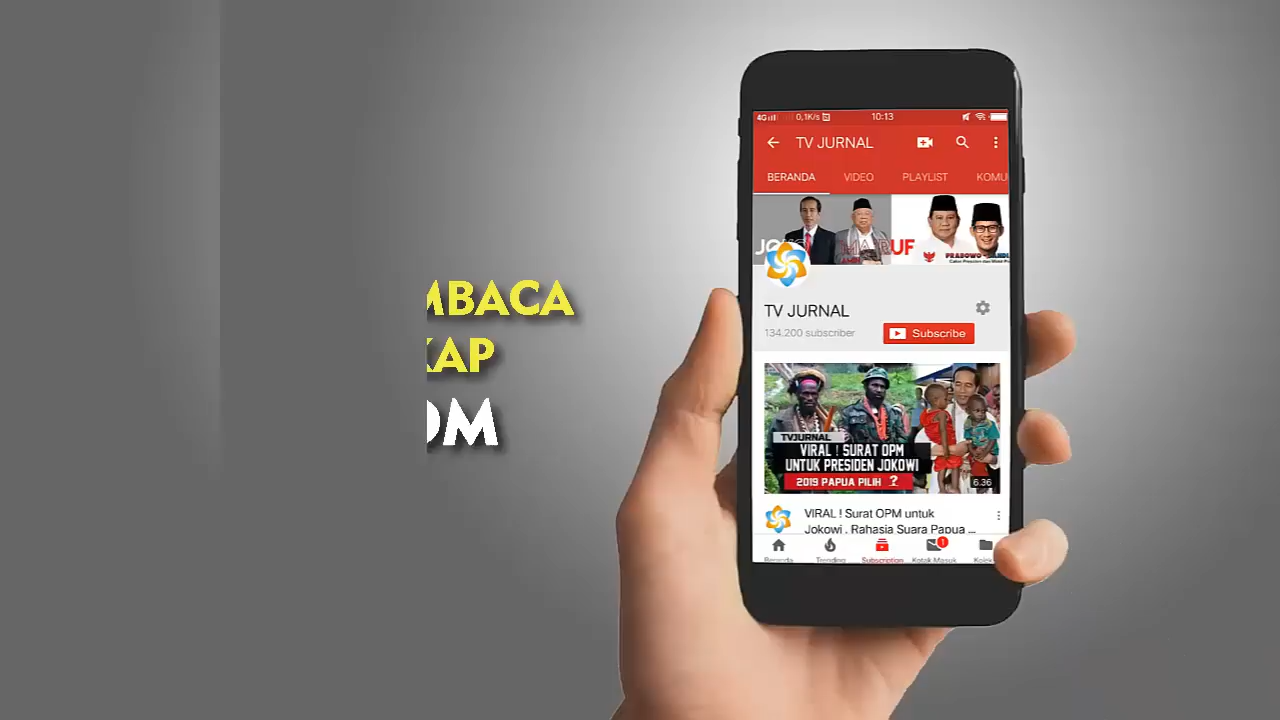 MBACA
KAP
OM
4G 0,1K/s 10:13
TV JURNAL
BERANDA VIDEO PLAYLIST KOMU
PRABOWO
TV JURNAL
134.200 subscriber
Subscribe
TVJURNAL
VIRAL ! SURAT OPM
UNTUK PRESIDEN JOKOWI
2019 PAPUA PILIH ?
6.36
VIRAL ! Surat OPM untuk
Jokowi . Rahasia Suara Papua ...
1
Beranda Trending Subscription Kotak Masuk Kolek